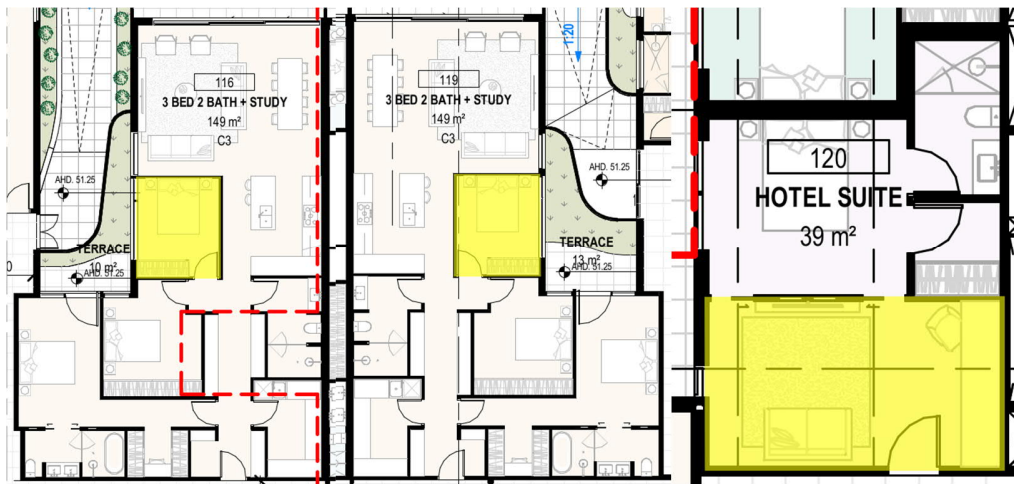 116
3 BED 2 BATH + STUDY
149 m²
C3
AHD. 51.25
TERRACE
10 m²
AHD. 51.25
119
3 BED 2 BATH + STUDY
149 m²
C3
1:20
AHD. 51.25
TERRACE
13 m²
AHD. 51.25
120
HOTEL SUITE
39 m²